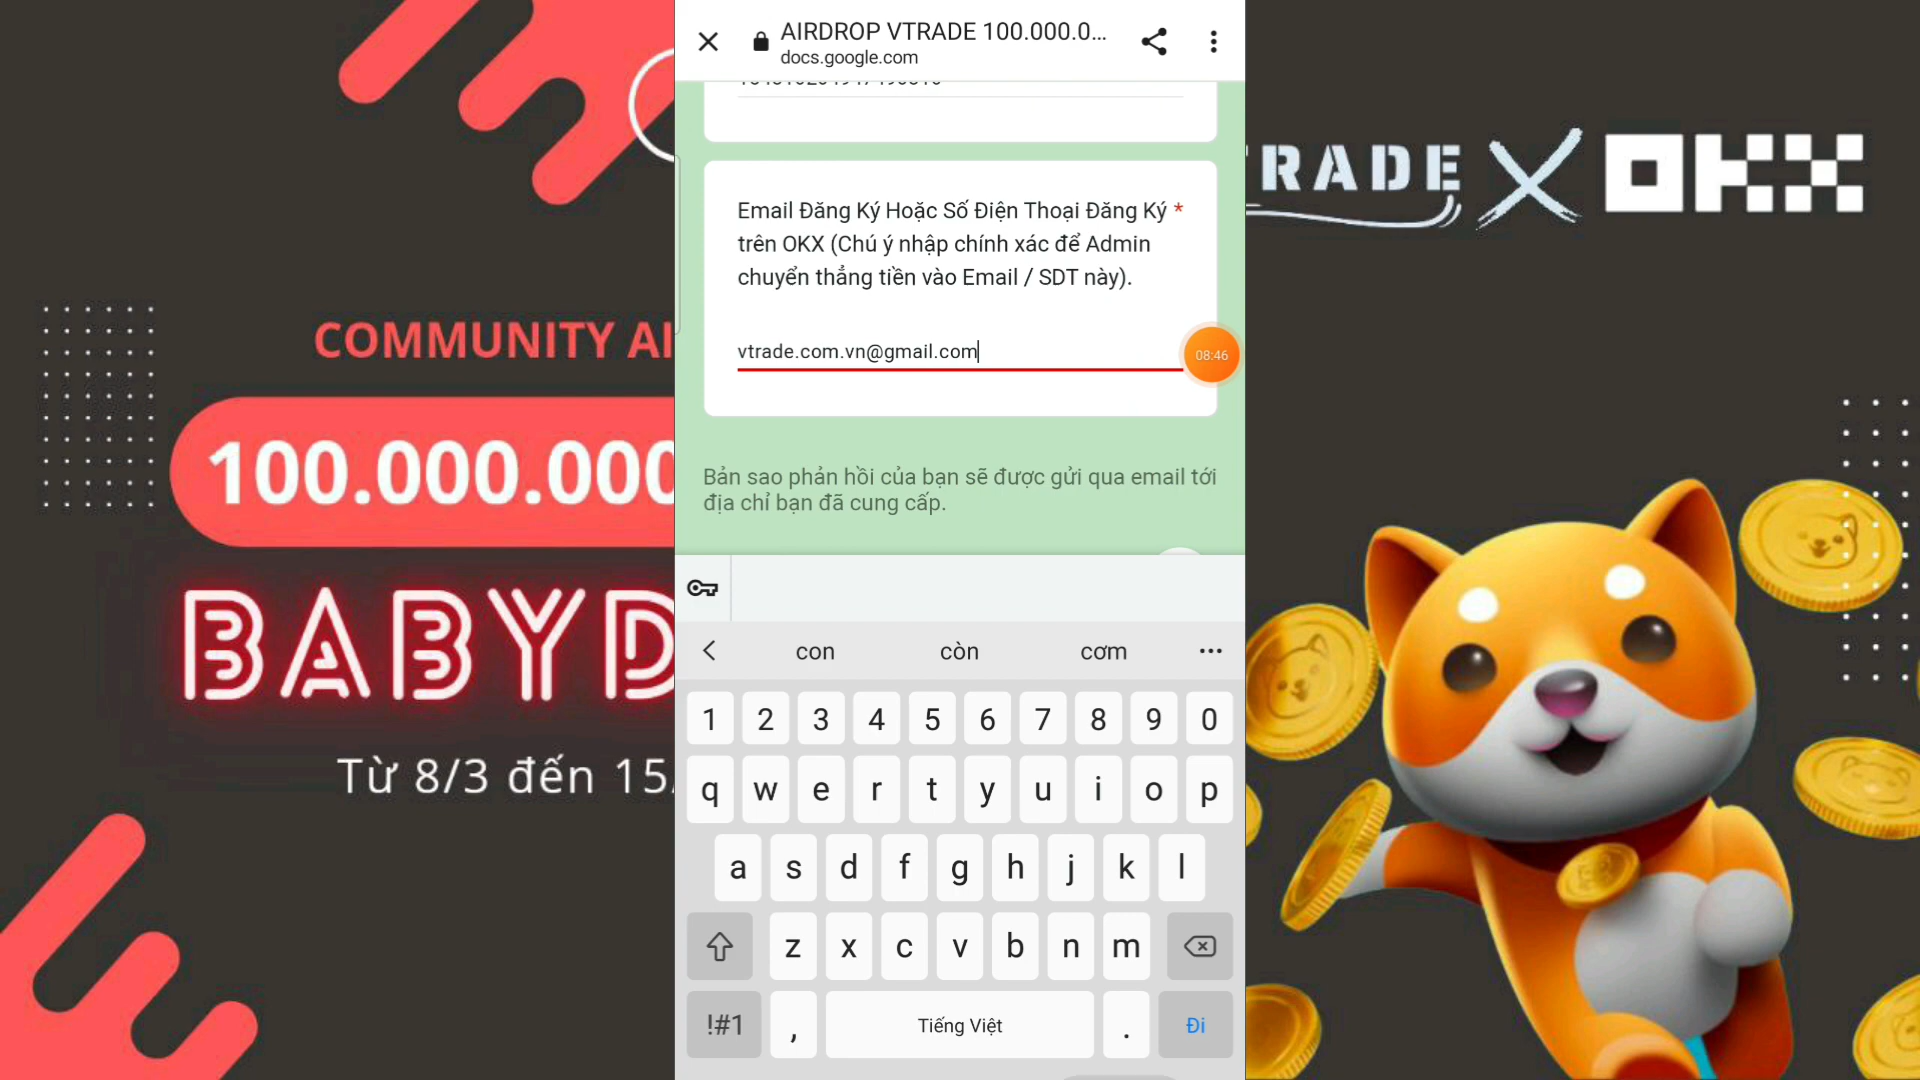 AIRDROP VTRADE 100.000.0...
docs.google.com
Email Đăng Ký Hoặc Số Điện Thoại Đăng Ký *
trên OKX (Chú ý nhập chính xác để Admin
chuyển thẳng tiền vào Email / SDT này).
vtrade.com.vn@gmail.com
08:46
Bản sao phản hồi của bạn sẽ được gửi qua email tới
địa chỉ bạn đã cung cấp.
con còn cơm ...
1 2 3 4 5 6 7 8 9 0
q w e r t y u i o p
a s d f g h j k l
z x c v b n m
!#1 , Tiếng Việt . Đi
COMMUNITY AI
100.000.000
BABYD
Từ 8/3 đến 15/
TRADE X OKX